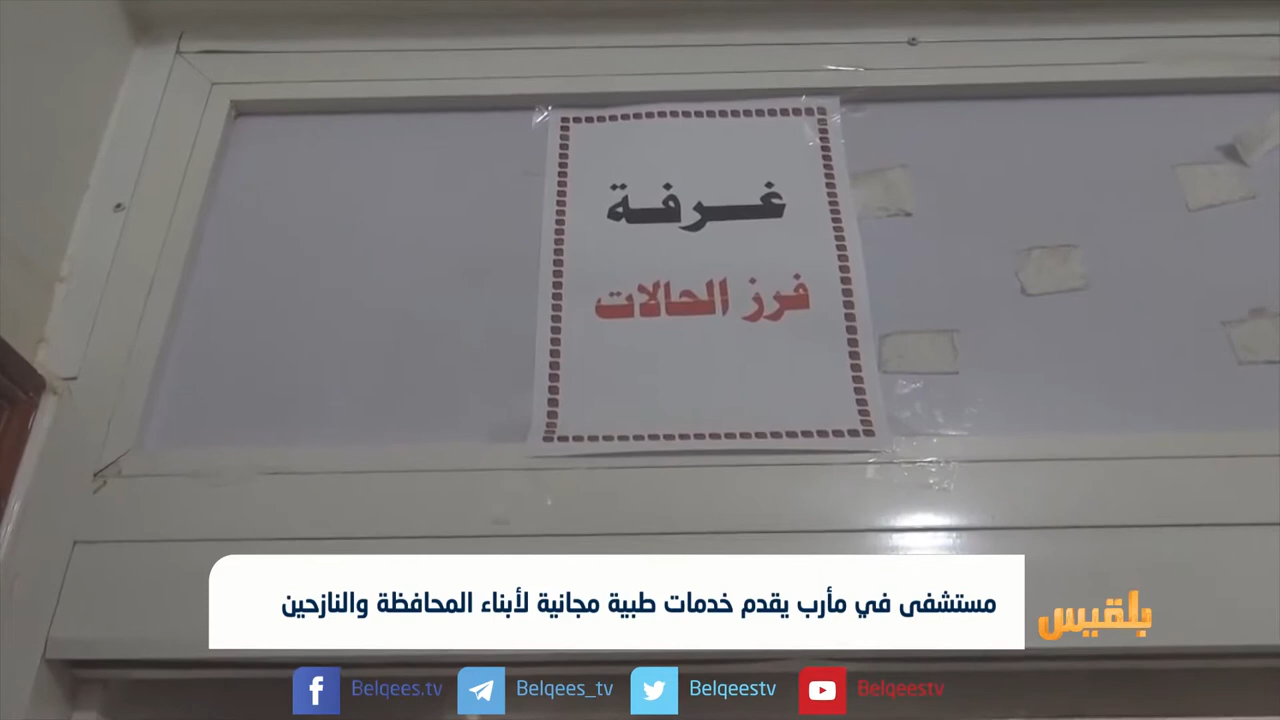 غرفة
فرز الحالات
مستشفى في مأرب يقدم خدمات طبية مجانية لأبناء المحافظة والنازحين
بلقيس
Belqees.tv
Belqees_tv
Belqeestv
Belqeestv